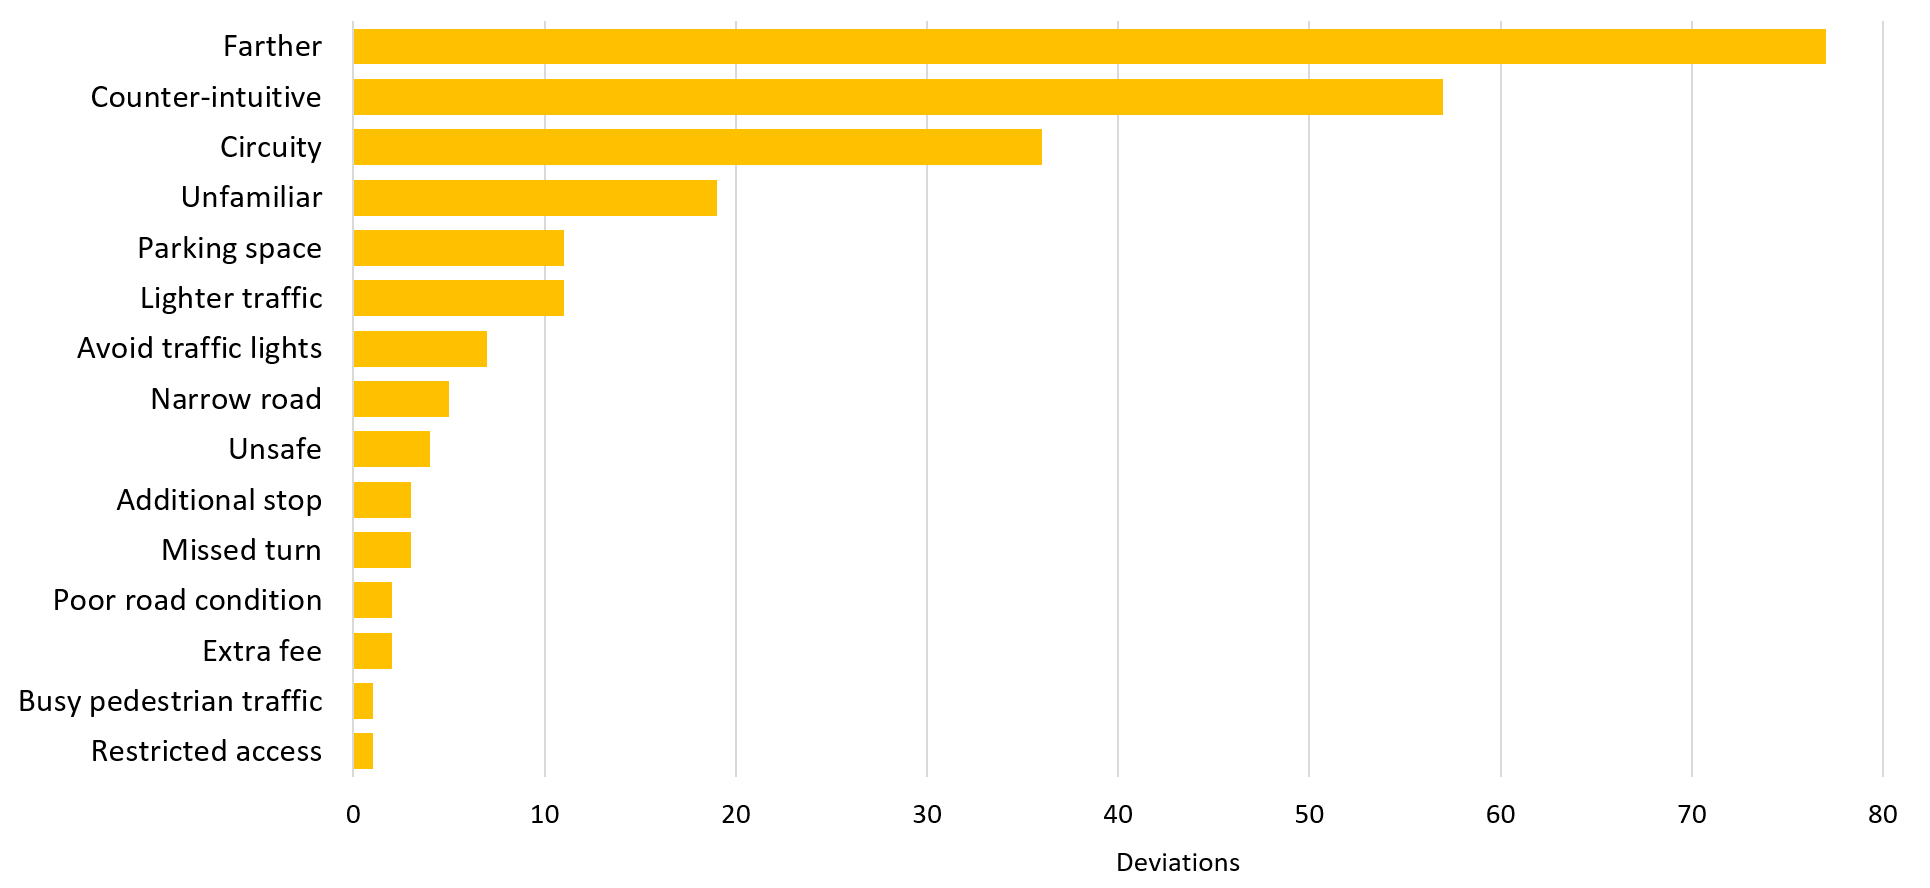 Farther
Counter-intuitive
Circuity
Unfamiliar
Parking space
Lighter traffic
Avoid traffic lights
Narrow road
Unsafe
Additional stop
Missed turn
Poor road condition
Extra fee
Busy pedestrian traffic
Restricted access
0 10 20 30 40 50 60 70 80
Deviations